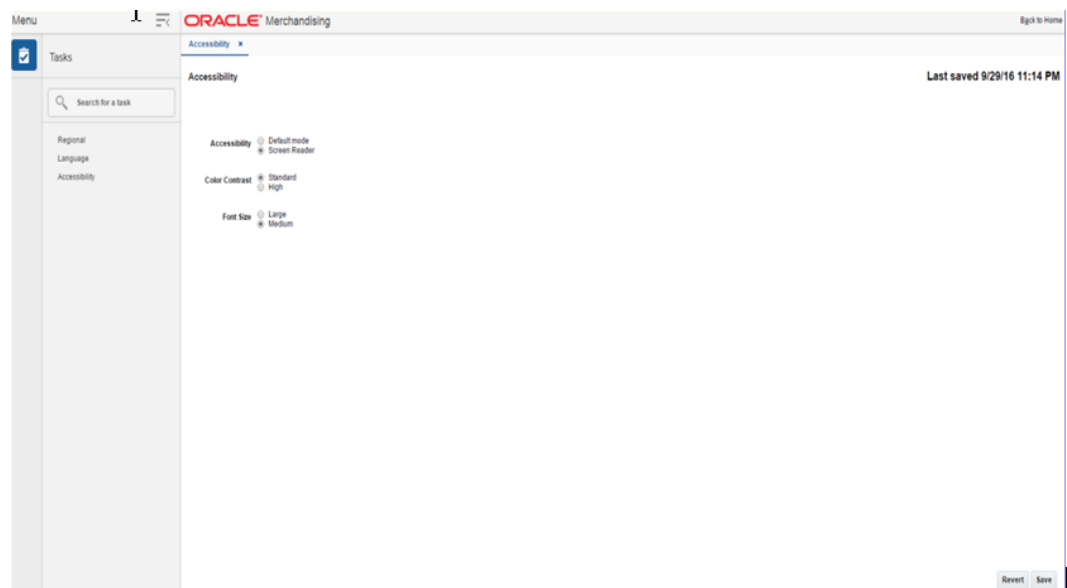 Menu
ORACLE® Merchandising
Back to Home
Tasks
Search for a task
Regional
Language
Accessibility
Accessibility ×
Accessibility
Last saved 9/29/16 11:14 PM
Accessibility
Default mode
Screen Reader
Color Contrast
Standard
High
Font Size
Large
Medium
Revert
Save